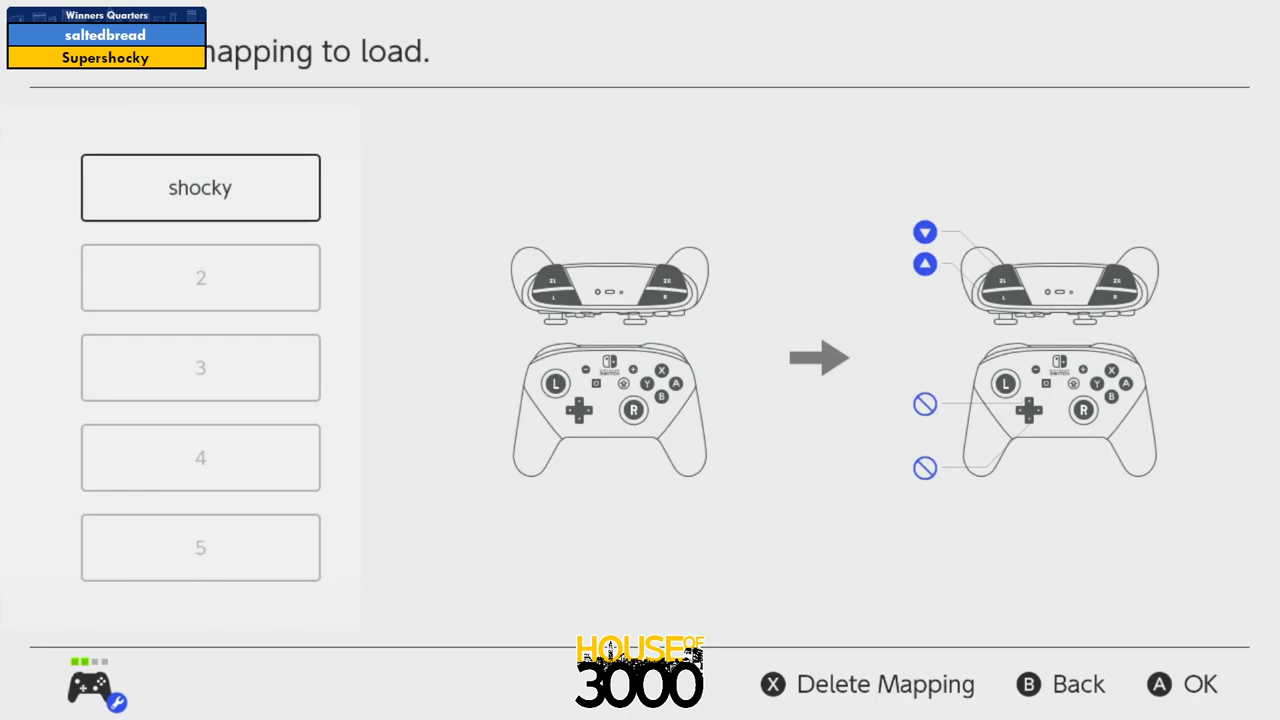 Winners Quarters
saltedbread
Supershocky
mapping to load.
shocky
2
3
4
5
ZL
ZR
L
R
ZL
ZR
L
R
L
X
Y
A
B
R
L
X
Y
A
B
R
HOUSE OF
3000
X Delete Mapping
B Back
A OK